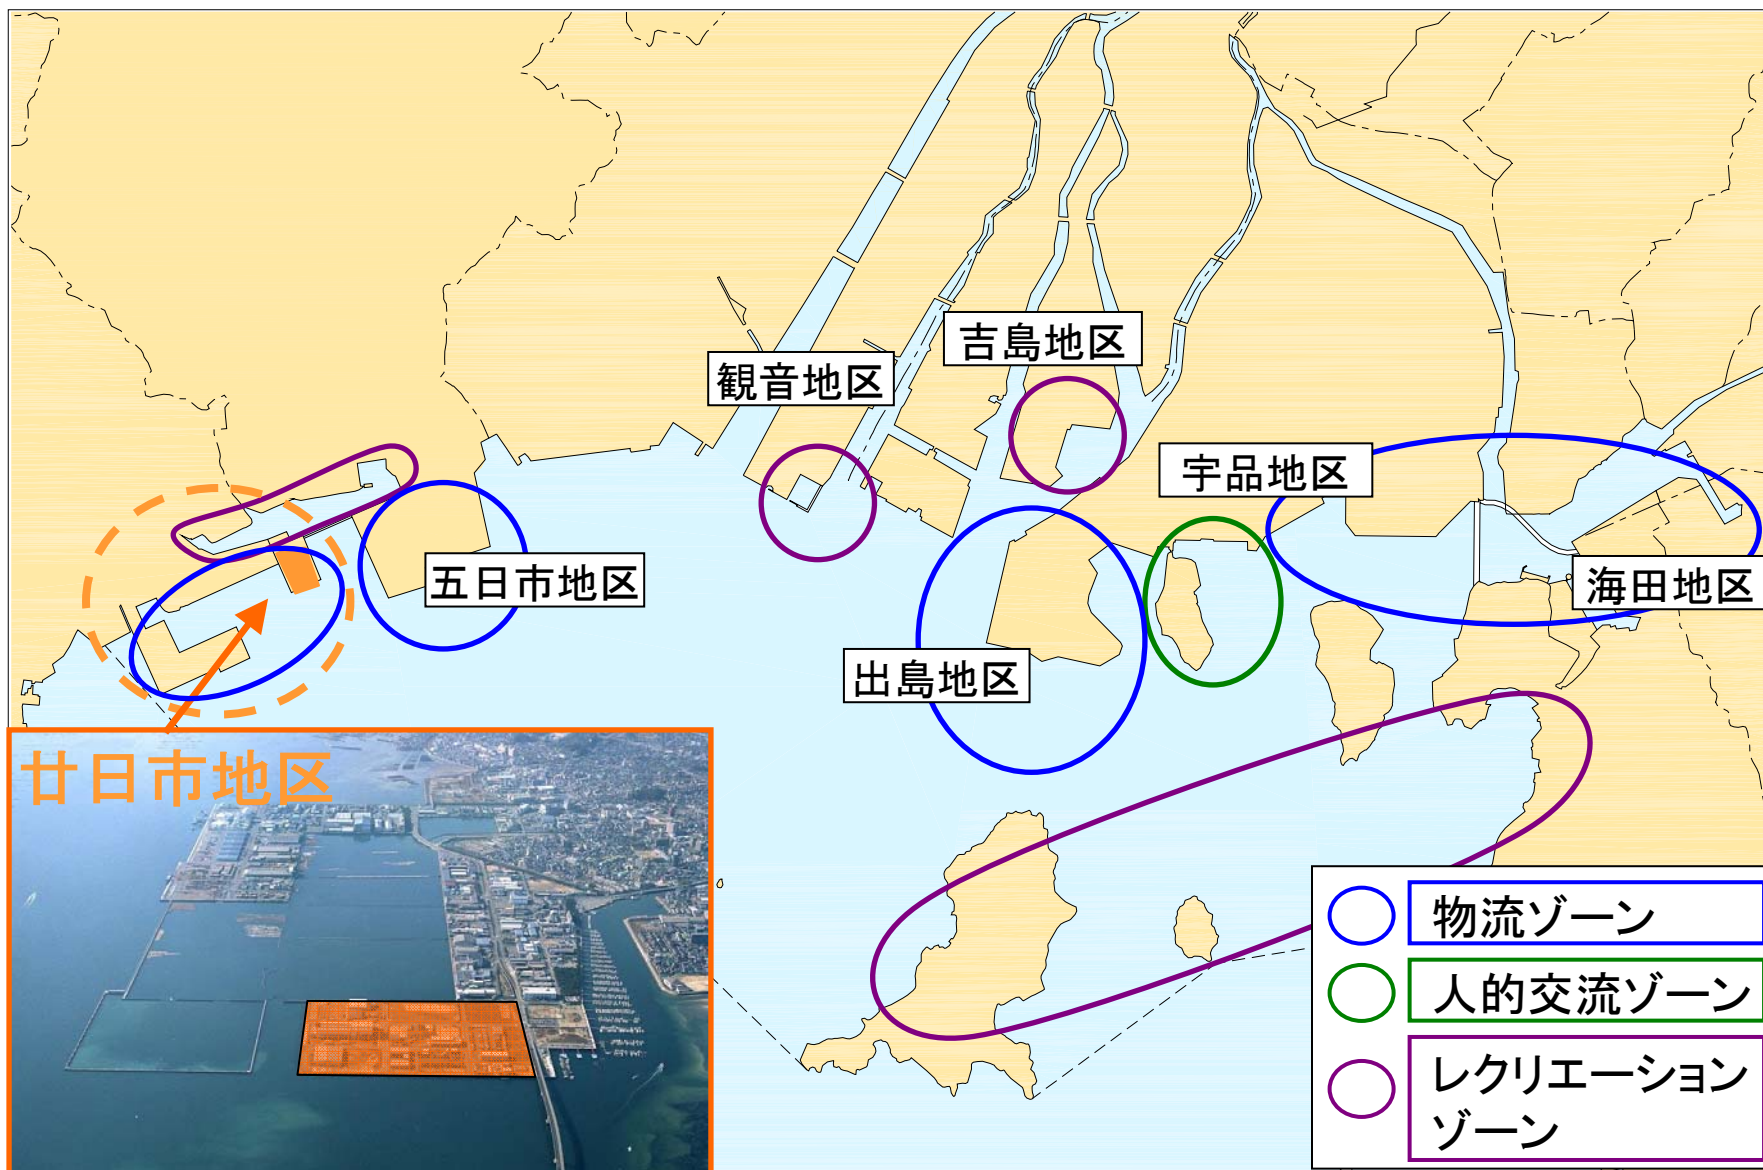 吉島地区
観音地区
宇品地区
五日市地区
海田地区
出島地区
廿日市地区
物流ゾーン
人的交流ゾーン
レクリエーション
ゾーン